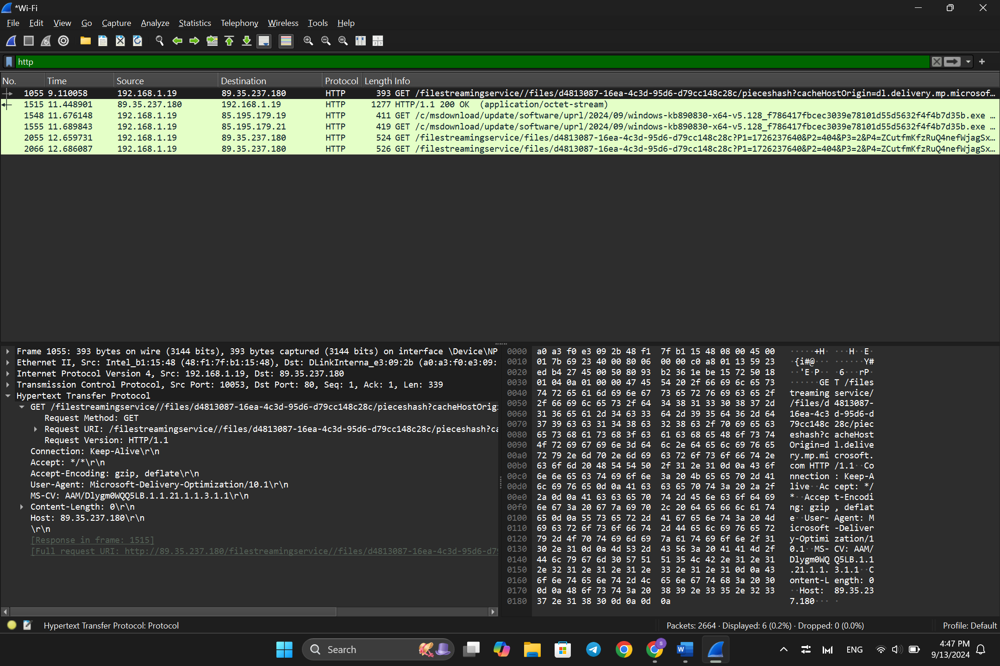 *Wi-Fi
File Edit View Go Capture Analyze Statistics Telephony Wireless Tools Help
http
No. Time Source Destination Protocol Length Info
1055 9.110058 192.168.1.19 89.35.237.180 HTTP 393 GET /filestreamingservice//files/d4813087-16ea-4c3d-95d6-d79cc148c28c/pieceshash?cacheHostOrigin=dl.delivery.mp.microsof…
1515 11.448901 89.35.237.180 192.168.1.19 HTTP 1277 HTTP/1.1 200 OK (application/octet-stream)
1548 11.676148 192.168.1.19 85.195.179.19 HTTP 411 GET /c/msdownload/update/software/uprl/2024/09/windows-kb890830-x64-v5.128_f786417fbcec3039e78101d55d5632f4f4b7d35b.exe …
1555 11.689843 192.168.1.19 85.195.179.21 HTTP 419 GET /c/msdownload/update/software/uprl/2024/09/windows-kb890830-x64-v5.128_f786417fbcec3039e78101d55d5632f4f4b7d35b.exe …
2055 12.659731 192.168.1.19 89.35.237.180 HTTP 524 GET /filestreamingservice/files/d4813087-16ea-4c3d-95d6-d79cc148c28c?P1=1726237640&P2=404&P3=2&P4=ZCutfmKfzRuQ4nefWjagSx…
2066 12.686087 192.168.1.19 89.35.237.180 HTTP 526 GET /filestreamingservice/files/d4813087-16ea-4c3d-95d6-d79cc148c28c?P1=1726237640&P2=404&P3=2&P4=ZCutfmKfzRuQ4nefWjagSx…
Frame 1055: 393 bytes on wire (3144 bits), 393 bytes captured (3144 bits) on interface \Device\NP
Ethernet II, Src: Intel_b1:15:48 (48:f1:7f:b1:15:48), Dst: DLinkInterna_e3:09:2b (a0:a3:f0:e3:09:
Internet Protocol Version 4, Src: 192.168.1.19, Dst: 89.35.237.180
Transmission Control Protocol, Src Port: 10053, Dst Port: 80, Seq: 1, Ack: 1, Len: 339
Hypertext Transfer Protocol
GET /filestreamingservice//files/d4813087-16ea-4c3d-95d6-d79cc148c28c/pieceshash?cacheHostOrig
Request Method: GET
Request URI: /filestreamingservice//files/d4813087-16ea-4c3d-95d6-d79cc148c28c/pieceshash?ca
Request Version: HTTP/1.1
Connection: Keep-Alive\r\n
Accept: */*\r\n
Accept-Encoding: gzip, deflate\r\n
User-Agent: Microsoft-Delivery-Optimization/10.1\r\n
MS-CV: AAM/Dlygm0WQQ5LB.1.1.21.1.1.3.1.1\r\n
Content-Length: 0\r\n
Host: 89.35.237.180\r\n
\r\n
[Response in frame: 1515]
[Full request URI: http://89.35.237.180/filestreamingservice//files/d4813087-16ea-4c3d-95d6-d79
0000 a0 a3 f0 e3 09 2b 48 f1 7f b1 15 48 08 00 45 00 ·····+H· ···H··E·
0010 01 7b 69 23 40 00 80 06 00 00 c0 a8 01 13 59 23 ·{i#@··· ······Y#
0020 ed b4 27 45 00 50 80 93 b2 36 1e be 15 72 50 18 ··'E·P·· ·6···rP·
0030 01 04 0a 01 00 00 47 45 54 20 2f 66 69 6c 65 73 ······GE T /files
0040 74 72 65 61 6d 69 6e 67 73 65 72 76 69 63 65 2f treaming service/
0050 2f 66 69 6c 65 73 2f 64 34 38 31 33 30 38 37 2d /files/d 4813087-
0060 31 36 65 61 2d 34 63 33 64 2d 39 35 64 36 2d 64 16ea-4c3 d-95d6-d
0070 37 39 63 63 31 34 38 63 32 38 63 2f 70 69 65 63 79cc148c 28c/piec
0080 65 73 68 61 73 68 3f 63 61 63 68 65 48 6f 73 74 eshash?c acheHost
0090 4f 72 69 67 69 6e 3d 64 6c 2e 64 65 6c 69 76 65 Origin=d l.delive
00a0 72 79 2e 6d 70 2e 6d 69 63 72 6f 73 6f 66 74 2e ry.mp.mi crosoft.
00b0 63 6f 6d 20 48 54 54 50 2f 31 2e 31 0d 0a 43 6f com HTTP /1.1··Co
00c0 6e 6e 65 63 74 69 6f 6e 3a 20 4b 65 65 70 2d 41 nnection : Keep-A
00d0 6c 69 76 65 0d 0a 41 63 63 65 70 74 3a 20 2a 2f live··Ac cept: */
00e0 2a 0d 0a 41 63 63 65 70 74 2d 45 6e 63 6f 64 69 *··Accep t-Encodi
00f0 6e 67 3a 20 67 7a 69 70 2c 20 64 65 66 6c 61 74 ng: gzip , deflat
0100 65 0d 0a 55 73 65 72 2d 41 67 65 6e 74 3a 20 4d e··User- Agent: M
0110 69 63 72 6f 73 6f 66 74 2d 44 65 6c 69 76 65 72 icrosoft -Deliver
0120 79 2d 4f 70 74 69 6d 69 7a 61 74 69 6f 6e 2f 31 y-Optimi zation/1
0130 30 2e 31 0d 0a 4d 53 2d 43 56 3a 20 41 41 4d 2f 0.1··MS- CV: AAM/
0140 44 6c 79 67 6d 30 57 51 51 35 4c 42 2e 31 2e 31 Dlygm0WQ Q5LB.1.1
0150 2e 32 31 2e 31 2e 31 2e 33 2e 31 2e 31 0d 0a 43 .21.1.1. 3.1.1··C
0160 6f 6e 74 65 6e 74 2d 4c 65 6e 67 74 68 3a 20 30 ontent-L ength: 0
0170 0d 0a 48 6f 73 74 3a 20 38 39 2e 33 35 2e 32 33 ··Host:  89.35.23
0180 37 2e 31 38 30 0d 0a 0d 0a 7.180··· ·
Hypertext Transfer Protocol: Protocol
Packets: 2664 · Displayed: 6 (0.2%) · Dropped: 0 (0.0%)
Profile: Default
Search
ENG
4:47 PM
9/13/2024